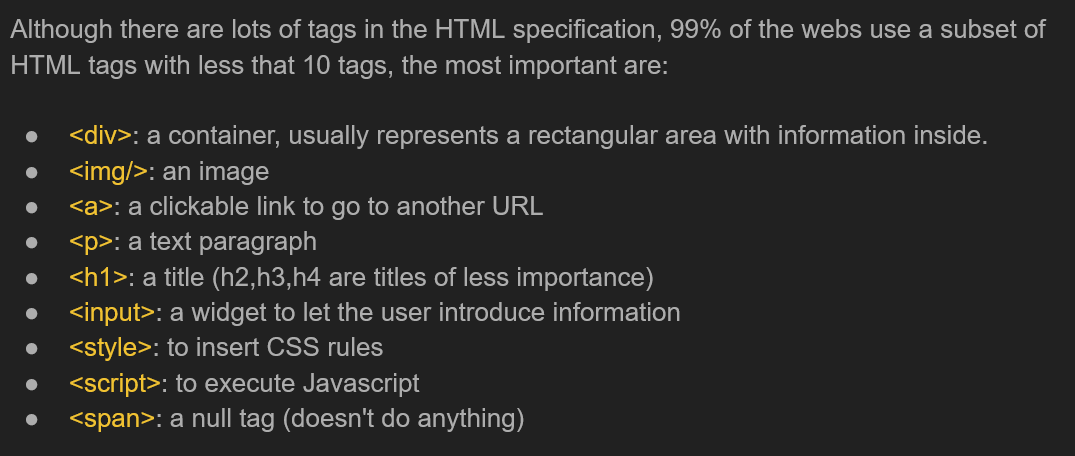 Although there are lots of tags in the HTML specification, 99% of the webs use a subset of
HTML tags with less that 10 tags, the most important are:
● <div>: a container, usually represents a rectangular area with information inside.
● <img/>: an image
● <a>: a clickable link to go to another URL
● <p>: a text paragraph
● <h1>: a title (h2,h3,h4 are titles of less importance)
● <input>: a widget to let the user introduce information
● <style>: to insert CSS rules
● <script>: to execute Javascript
● <span>: a null tag (doesn't do anything)